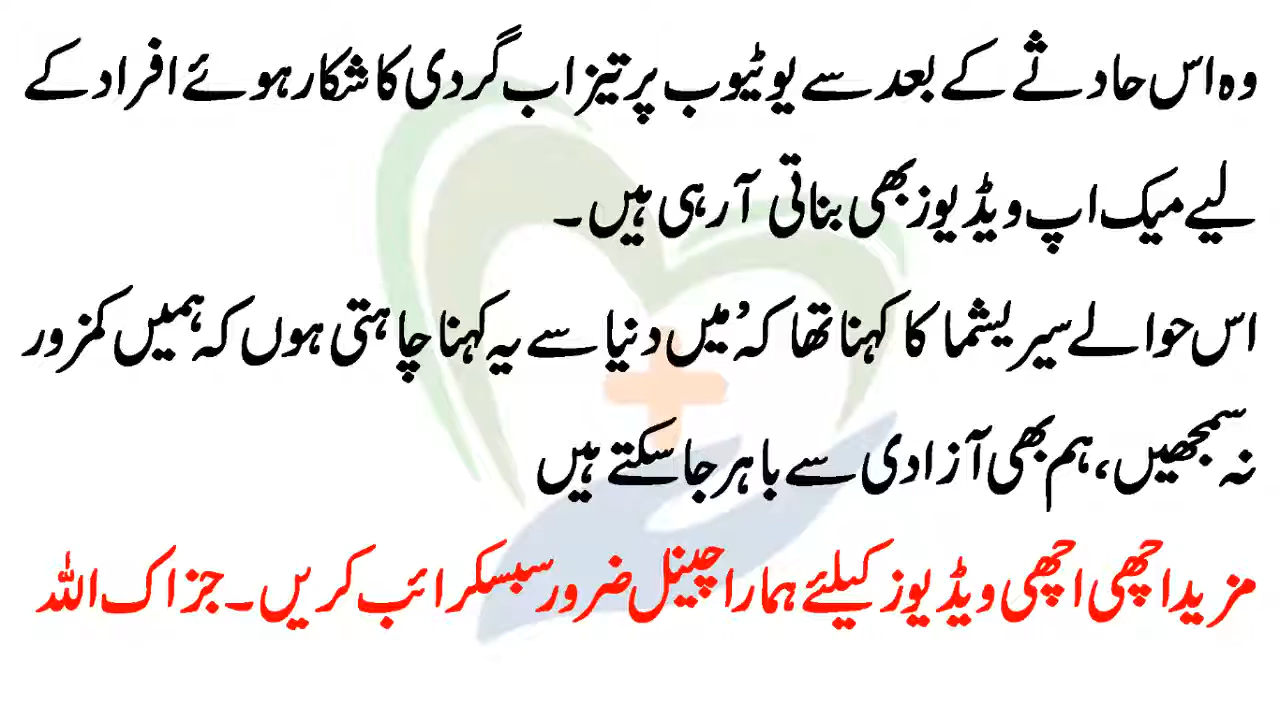 وہ اس حادثے کے بعد سے یوٹیوب پر تیزاب گردی کا شکار ہوئے افراد کے
لیے میک اپ ویڈیوز بھی بناتی آرہی ہیں۔
اس حوالے سیر یشما کا کہنا تھا کہ ُمیں دنیا سے یہ کہنا چاہتی ہوں کہ ہمیں کمزور
نہ سمجھیں، ہم بھی آزادی سے باہر جاسکتے ہیں
مزید اچھی اچھی ویڈیوز کیلئے ہمارا چینل ضرور سبسکرائب کریں۔ جزاک اللہ